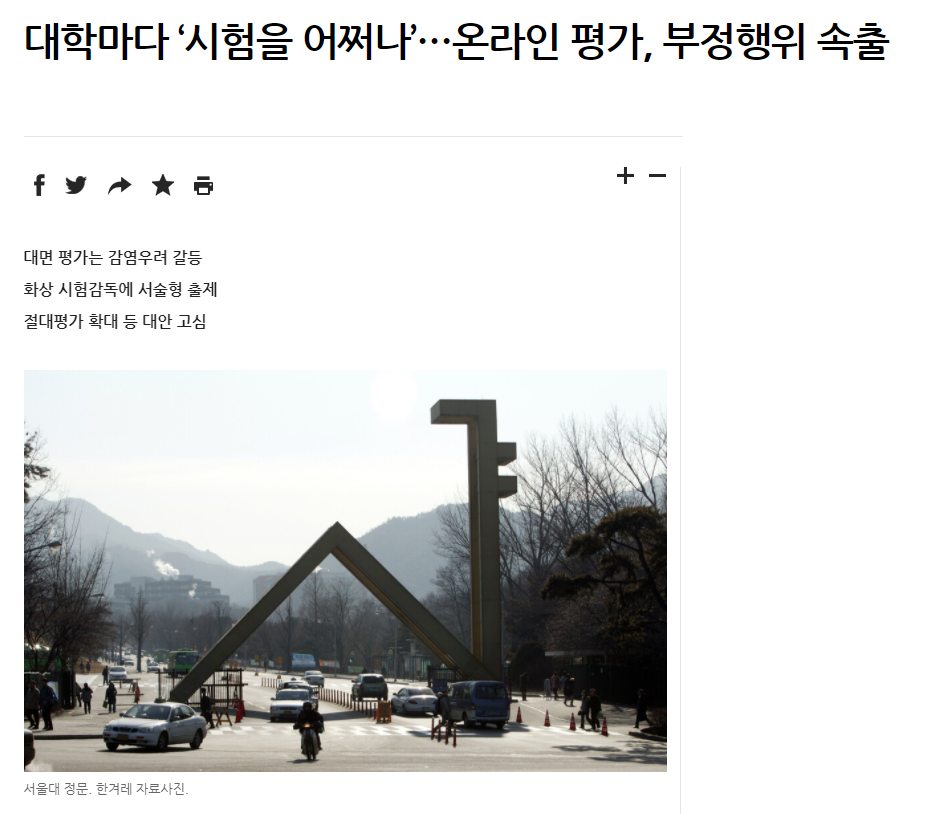 대학마다 ‘시험을 어쩌나’…온라인 평가, 부정행위 속출
대면 평가는 감염우려 갈등
화상 시험감독에 서술형 출제
절대평가 확대 등 대안 고심
서울대 정문. 한겨레 자료사진.